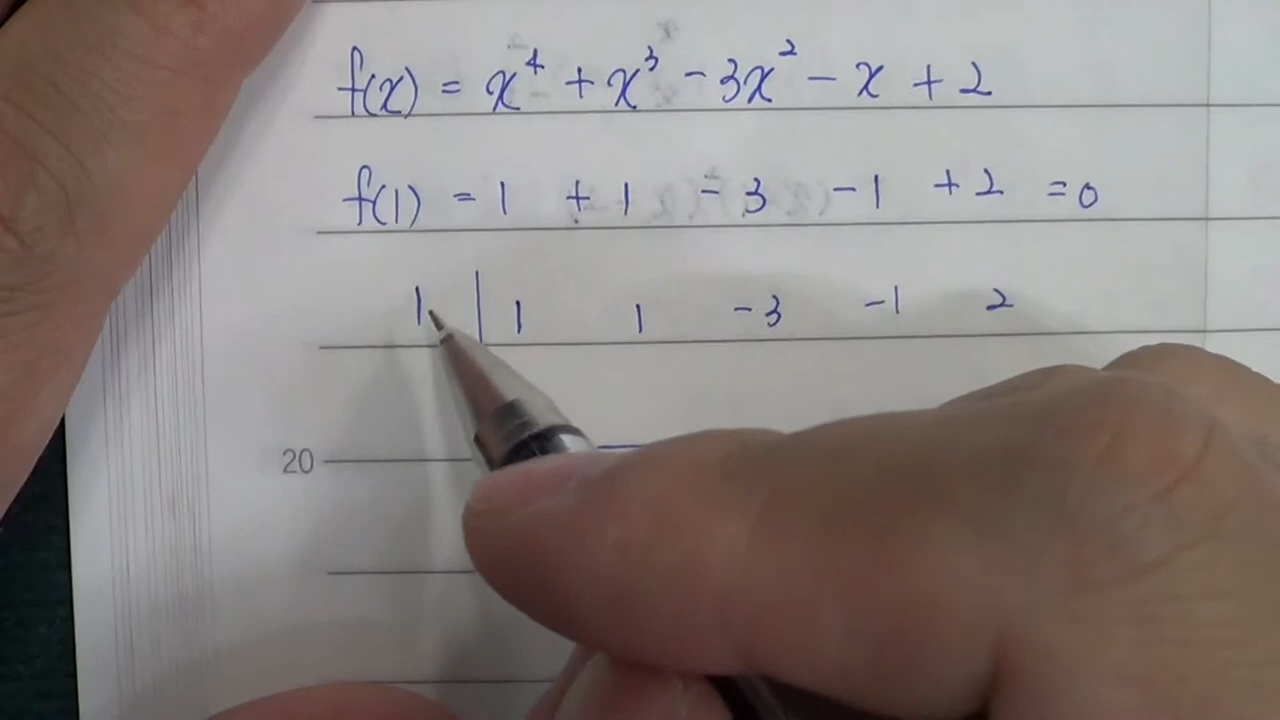 f(x) = x⁴ + x³ - 3x² - x + 2
f(1) = 1 + 1 - 3 - 1 + 2 = 0
1 | 1 1 -3 -1 2
20